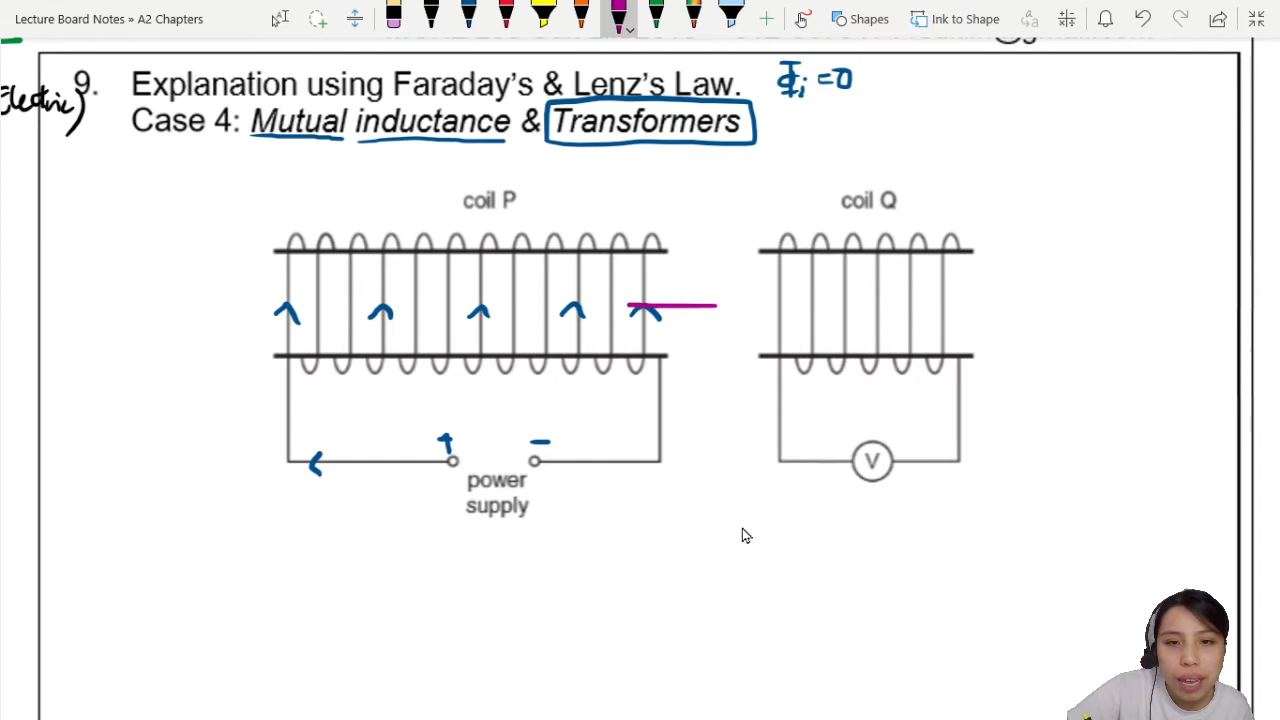 Lecture Board Notes » A2 Chapters
Shapes
Ink to Shape
Electric)
9. Explanation using Faraday's & Lenz's Law. Φi = 0
Case 4: Mutual inductance & Transformers
coil P
coil Q
+ −
power
supply
V